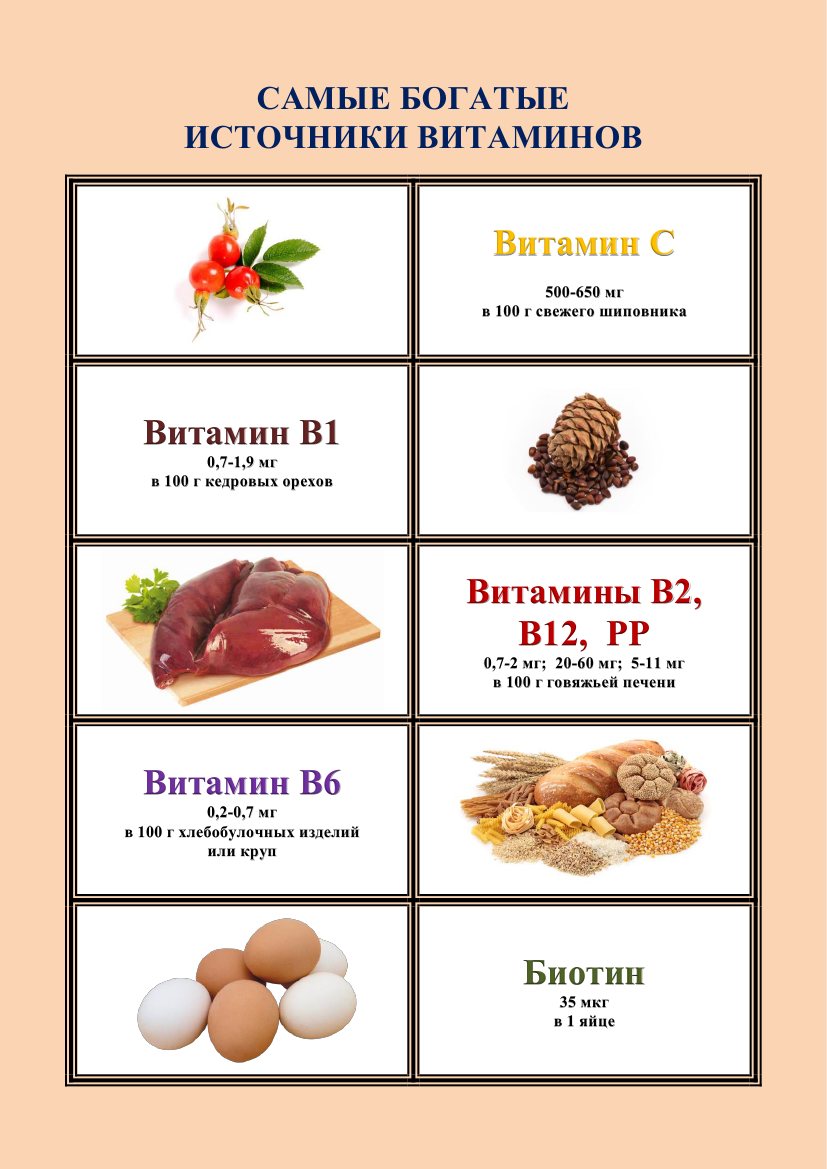 САМЫЕ БОГАТЫЕ
ИСТОЧНИКИ ВИТАМИНОВ
Витамин С
500-650 мг
в 100 г свежего шиповника
Витамин В1
0,7-1,9 мг
в 100 г кедровых орехов
Витамины В2,
В12, РР
0,7-2 мг; 20-60 мг; 5-11 мг
в 100 г говяжьей печени
Витамин В6
0,2-0,7 мг
в 100 г хлебобулочных изделий
или круп
Биотин
35 мкг
в 1 яйце